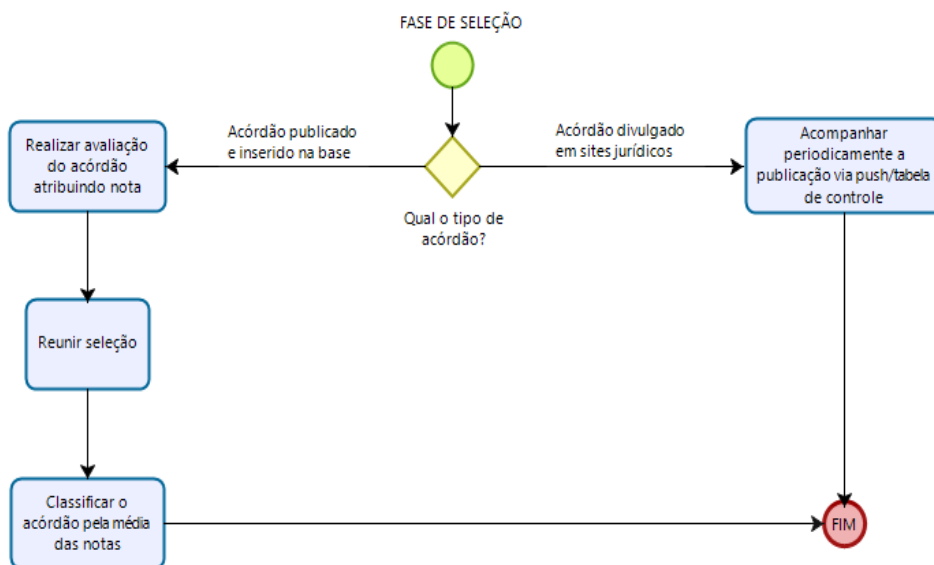 FASE DE SELEÇÃO
Realizar avaliação
do acórdão
atribuindo nota
Acórdão publicado
e inserido na base
Qual o tipo de
acórdão?
Acórdão divulgado
em sites jurídicos
Acompanhar
periodicamente a
publicação via push/tabela
de controle
Reunir seleção
Classificar o
acórdão pela média
das notas
FIM